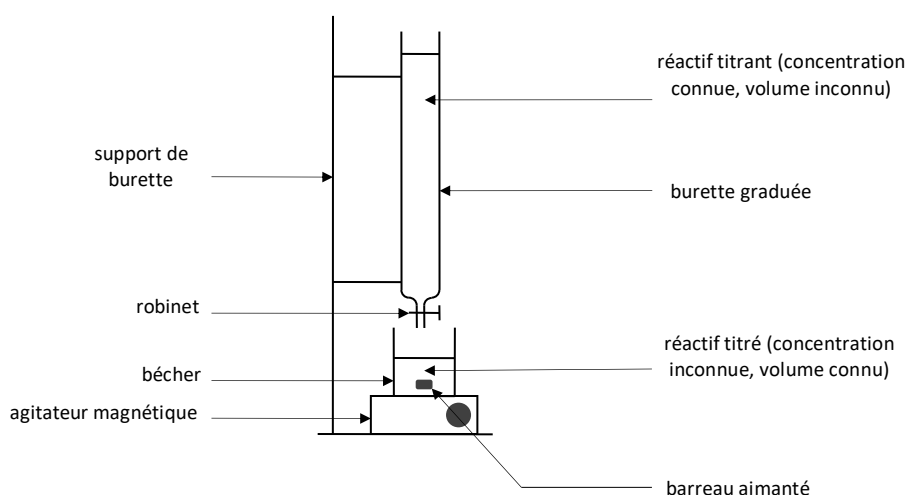 réactif titrant (concentration
connue, volume inconnu)
support de
burette
burette graduée
robinet
réactif titré (concentration
inconnue, volume connu)
bécher
agitateur magnétique
barreau aimanté